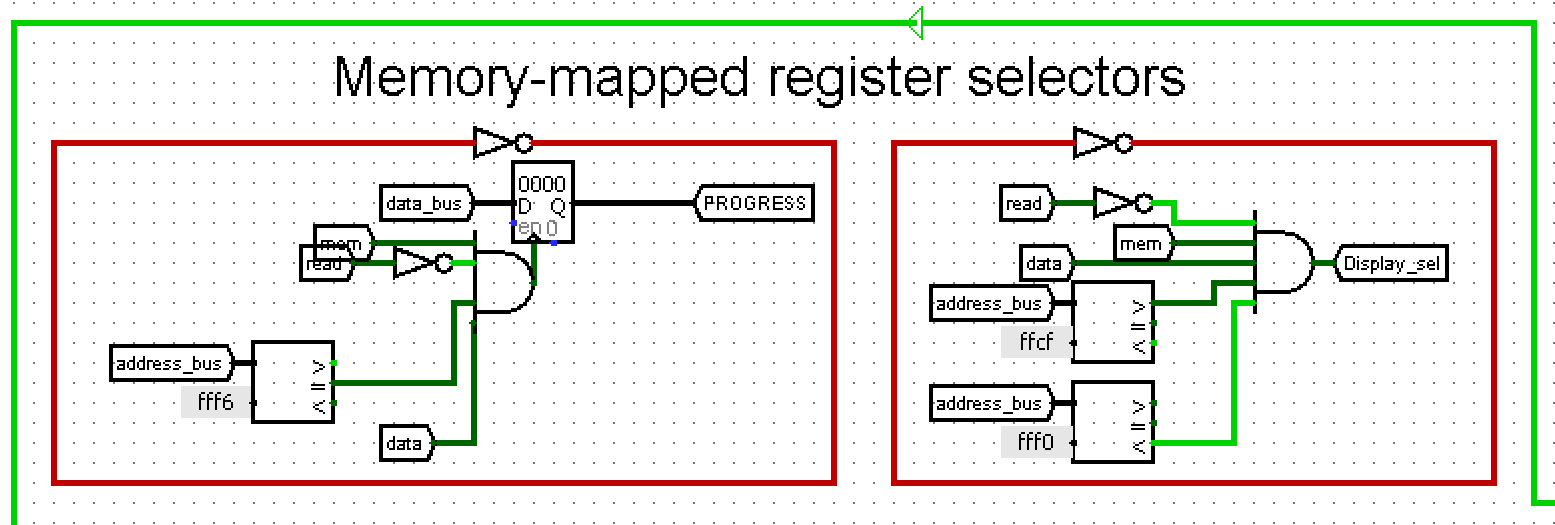 Memory-mapped register selectors
data_bus
0000
D Q
en 0
PROGRESS
mem
read
address_bus
fff6
> = <
data
read
mem
data
Display_sel
address_bus
ffcf
> = <
address_bus
fff0
> = <